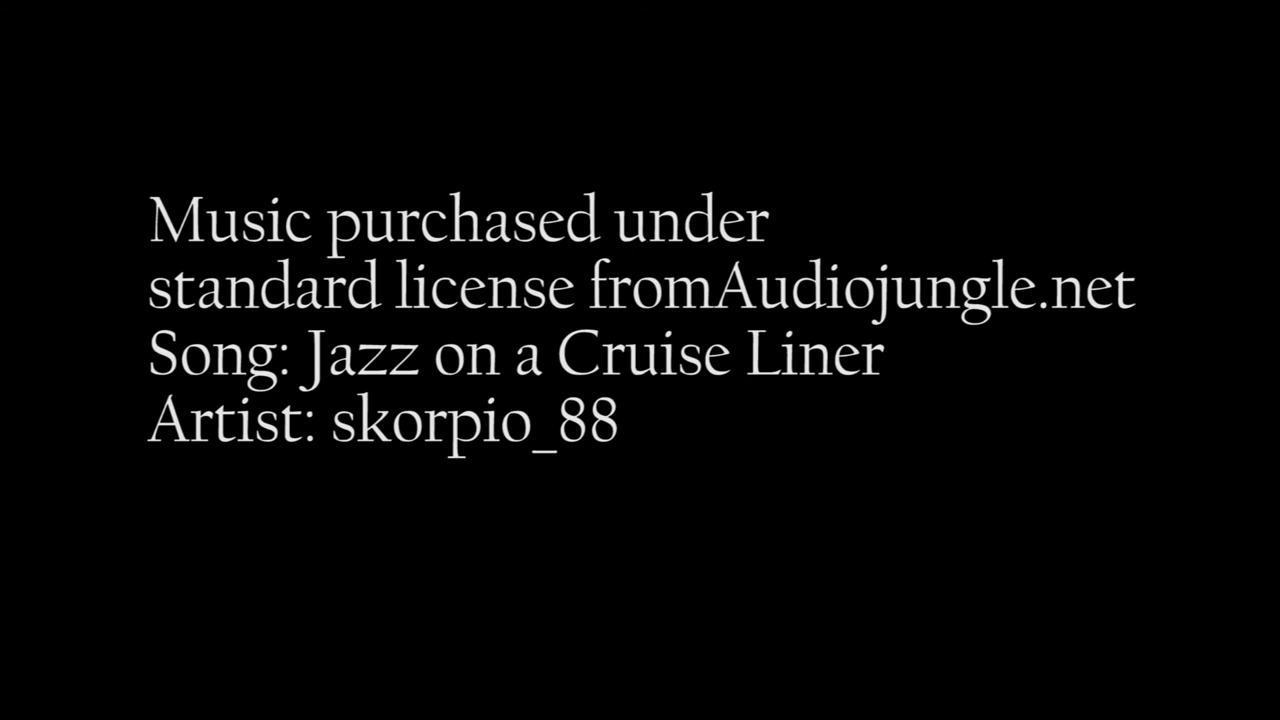 Music purchased under
standard license fromAudiojungle.net
Song: Jazz on a Cruise Liner
Artist: skorpio_88